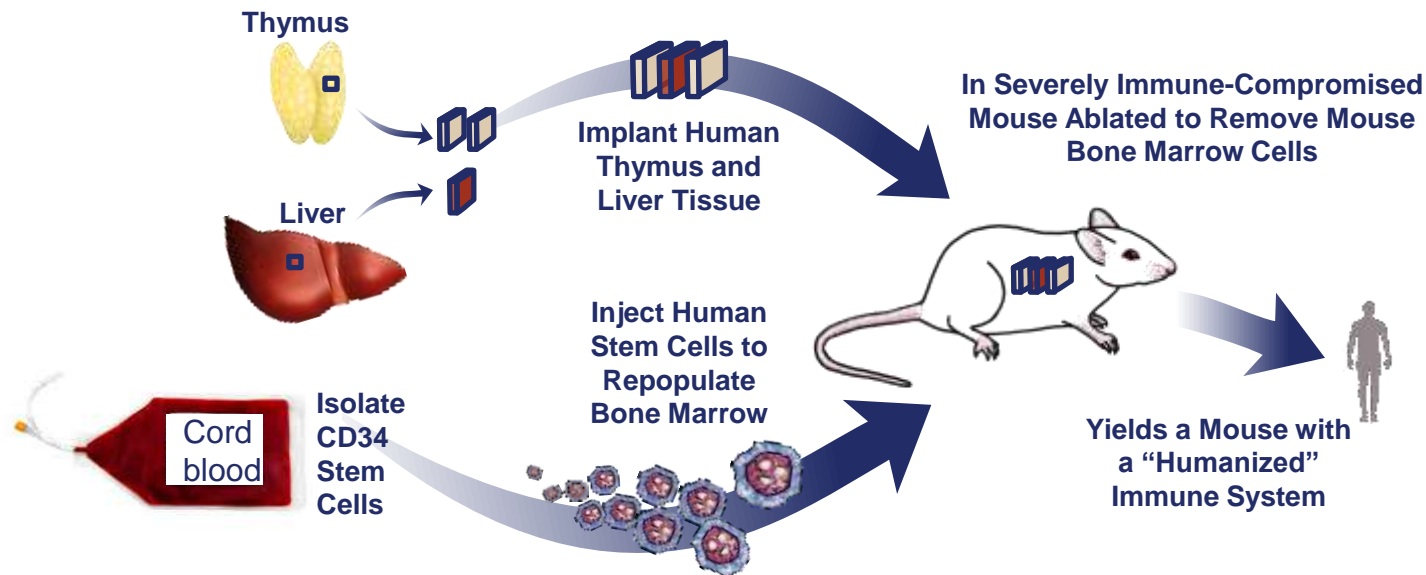 Thymus
Liver
Implant Human
Thymus and
Liver Tissue
In Severely Immune-Compromised
Mouse Ablated to Remove Mouse
Bone Marrow Cells
Cord
blood
Isolate
CD34
Stem
Cells
Inject Human
Stem Cells to
Repopulate
Bone Marrow
Yields a Mouse with
a “Humanized”
Immune System